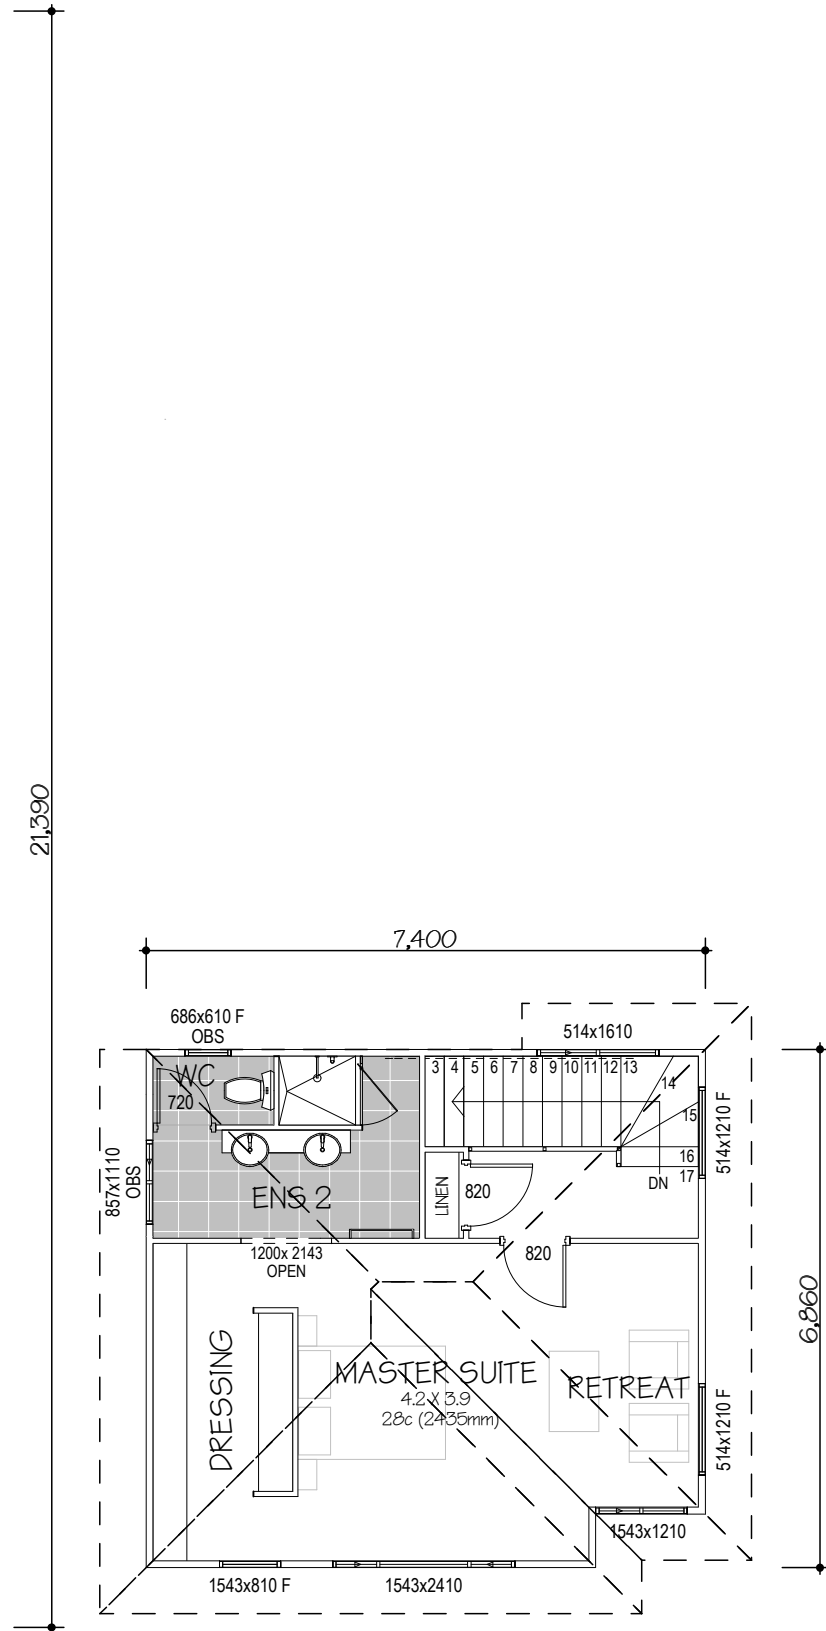 21,390
7,400
686x610 F
OBS
514x1610
WC
720
3 4 5 6 7 8 9 10 11 12 13
14
15
16
17
DN
514x1210 F
857x1110
OBS
ENS 2
LINEN
820
820
1200x 2143
OPEN
6,860
DRESSING
MASTER SUITE
4.2 X 3.9
28c (2435mm)
RETREAT
514x1210 F
1543x1210
1543x810 F
1543x2410